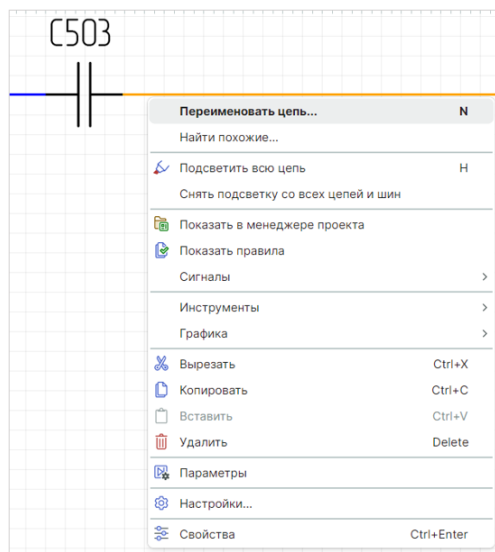 C503
Переименовать цепь... N
Найти похожие...
Подсветить всю цепь H
Снять подсветку со всех цепей и шин
Показать в менеджере проекта
Показать правила
Сигналы
Инструменты
Графика
Вырезать Ctrl+X
Копировать Ctrl+C
Вставить Ctrl+V
Удалить Delete
Параметры
Настройки...
Свойства Ctrl+Enter